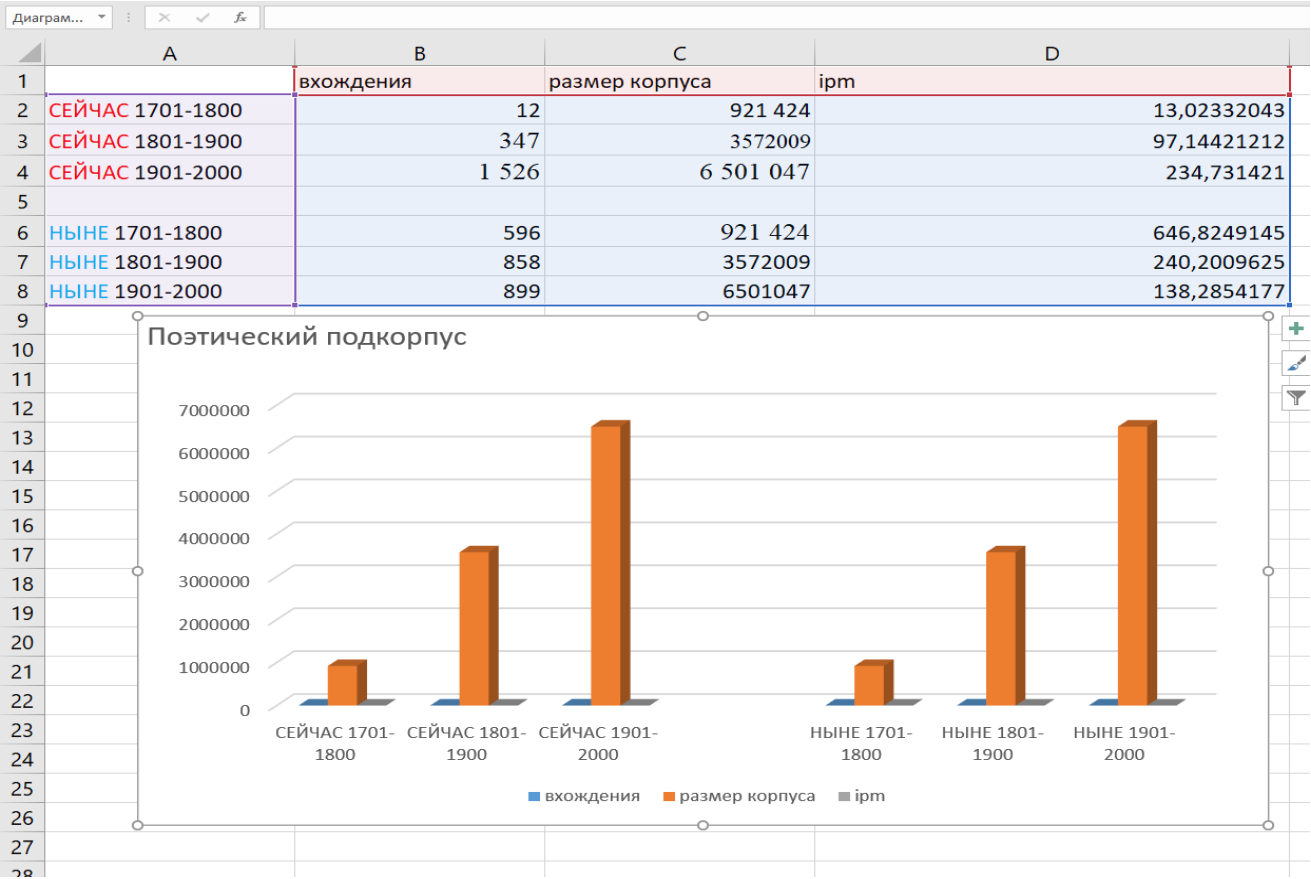 Диаграм...
fx
A B C D
1 вхождения размер корпуса ipm
2 СЕЙЧАС 1701-1800 12 921 424 13,02332043
3 СЕЙЧАС 1801-1900 347 3572009 97,14421212
4 СЕЙЧАС 1901-2000 1 526 6 501 047 234,731421
5
6 НЫНЕ 1701-1800 596 921 424 646,8249145
7 НЫНЕ 1801-1900 858 3572009 240,2009625
8 НЫНЕ 1901-2000 899 6501047 138,2854177
9
Поэтический подкорпус
10
11
12
7000000
13
6000000
14
15
5000000
16
4000000
17
18
3000000
19
2000000
20
21
1000000
22
0
23
СЕЙЧАС 1701- СЕЙЧАС 1801- СЕЙЧАС 1901- НЫНЕ 1701- НЫНЕ 1801- НЫНЕ 1901-
24
1800 1900 2000 1800 1900 2000
25
вхождения размер корпуса ipm
26
27
28